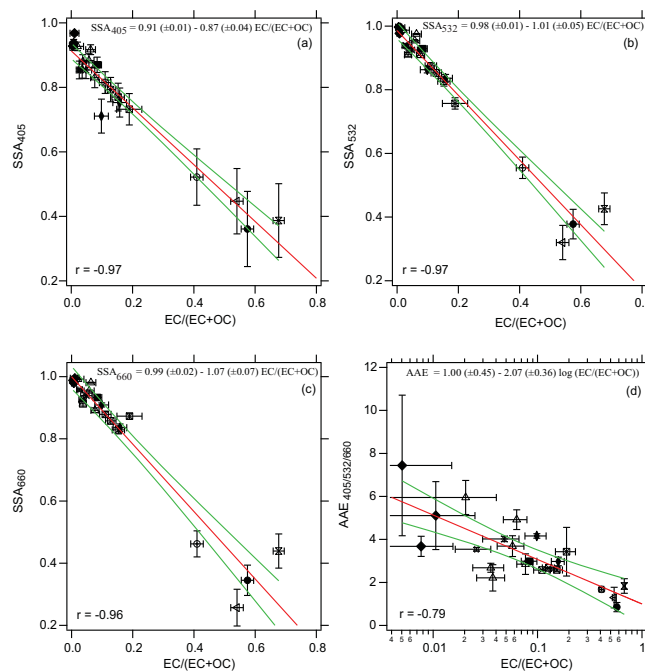 SSA405 = 0.91 (±0.01) - 0.87 (±0.04) EC/(EC+OC)
(a)
1.0
0.8
0.6
0.4
0.2
SSA405
r = -0.97
0.0 0.2 0.4 0.6 0.8
EC/(EC+OC)
SSA532 = 0.98 (±0.01) - 1.01 (±0.05) EC/(EC+OC)
(b)
1.0
0.8
0.6
0.4
0.2
SSA532
r = -0.97
0.0 0.2 0.4 0.6 0.8
EC/(EC+OC)
SSA660 = 0.99 (±0.02) - 1.07 (±0.07) EC/(EC+OC)
(c)
1.0
0.8
0.6
0.4
0.2
SSA660
r = -0.96
0.0 0.2 0.4 0.6 0.8
EC/(EC+OC)
AAE = 1.00 (±0.45) - 2.07 (±0.36) log (EC/(EC+OC))
(d)
12
10
8
6
4
2
0
AAE405/532/660
r = -0.79
4 5 6 0.01 2 3 4 5 6 0.1 2 3 4 5 6
EC/(EC+OC)